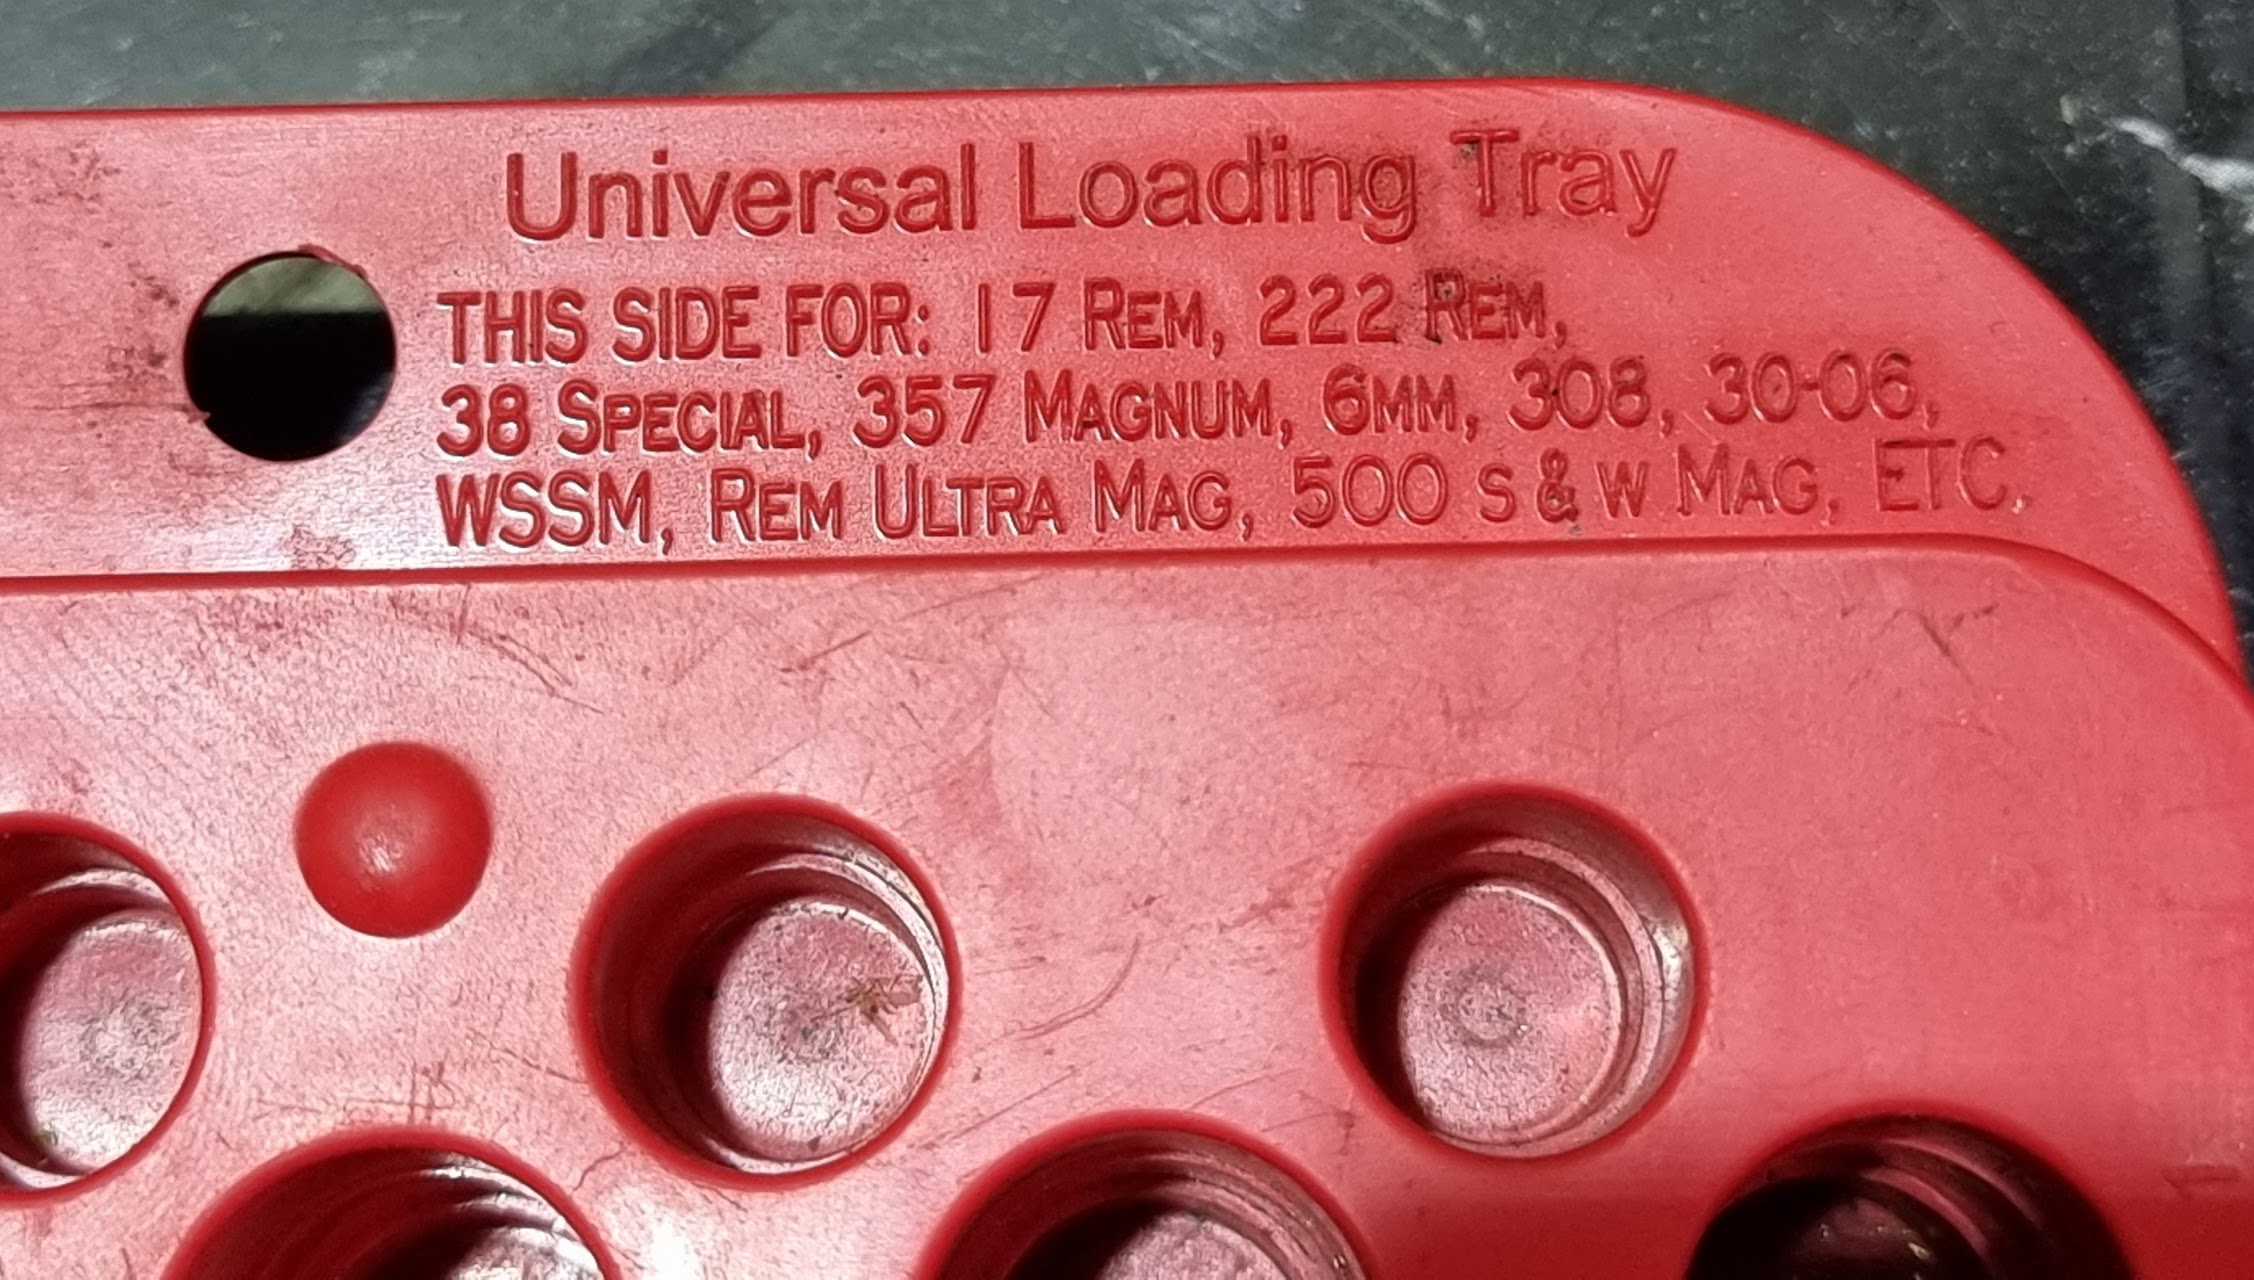 Universal Loading Tray
THIS SIDE FOR: 17 REM, 222 REM,
38 SPECIAL, 357 MAGNUM, 6MM, 308, 30-06,
WSSM, REM ULTRA MAG, 500 S & W MAG, ETC.